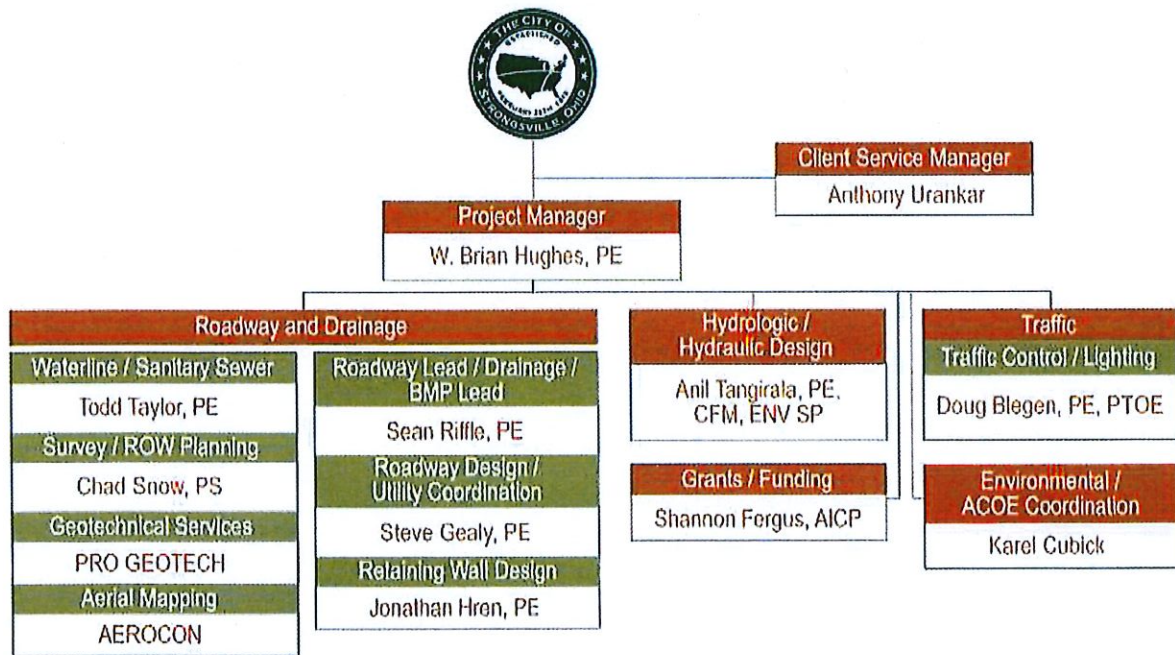 THE CITY OF
ESTABLISHED
STRONGSVILLE, OHIO
Client Service Manager
Anthony Urankar
Project Manager
W. Brian Hughes, PE
Roadway and Drainage
Waterline / Sanitary Sewer
Todd Taylor, PE
Survey / ROW Planning
Chad Snow, PS
Geotechnical Services
PRO GEOTECH
Aerial Mapping
AEROCON
Roadway Lead / Drainage /
BMP Lead
Sean Riffle, PE
Roadway Design /
Utility Coordination
Steve Gealy, PE
Retaining Wall Design
Jonathan Hren, PE
Hydrologic /
Hydraulic Design
Anil Tangirala, PE,
CFM, ENV SP
Grants / Funding
Shannon Fergus, AICP
Traffic
Traffic Control / Lighting
Doug Blegen, PE, PTOE
Environmental /
ACOE Coordination
Karel Cubick